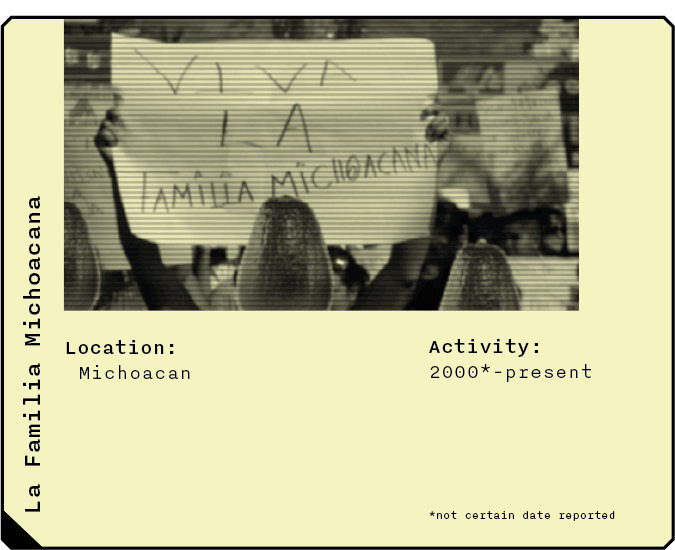 VIVA
LA
FAMILIA MICHOACANA
La Familia Michoacana
Location:
Michoacan
Activity:
2000*-present
*not certain date reported